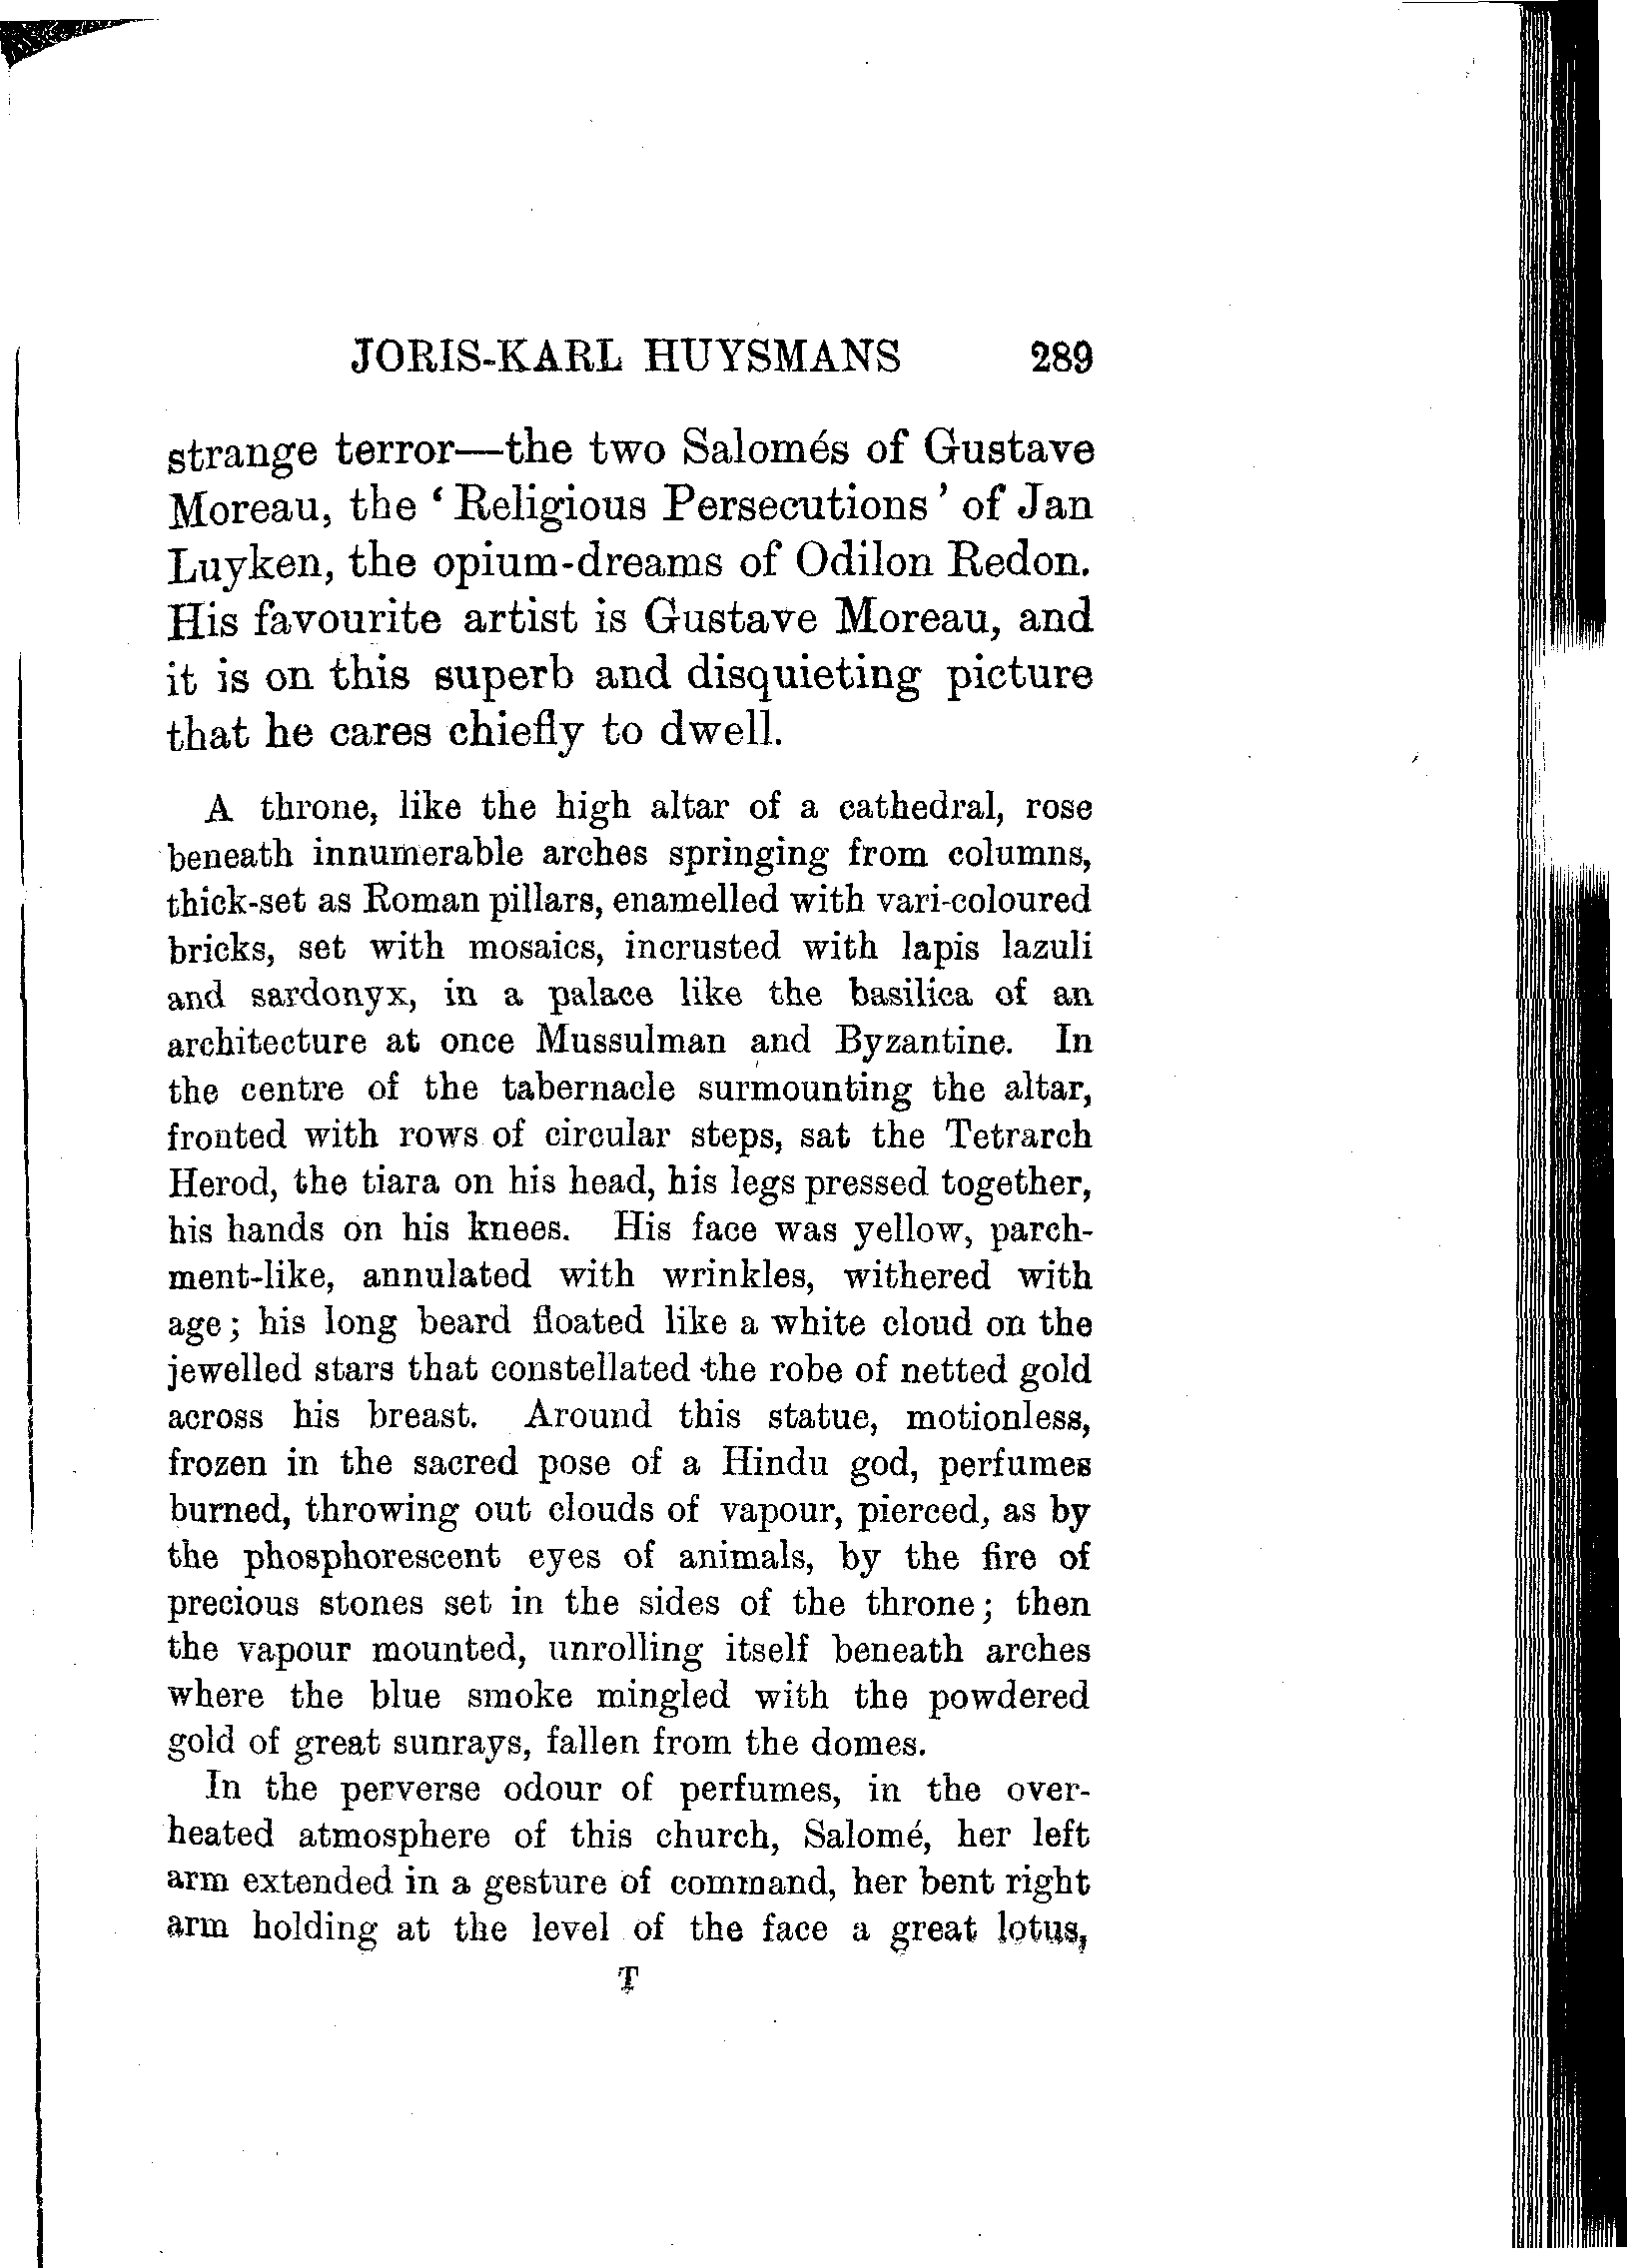 JORIS-KARL HUYSMANS 289
strange terror—the two Salomés of Gustave
Moreau, the ‘Religious Persecutions’ of Jan
Luyken, the opium-dreams of Odilon Redon.
His favourite artist is Gustave Moreau, and
it is on this superb and disquieting picture
that he cares chiefly to dwell.
A throne, like the high altar of a cathedral, rose
beneath innumerable arches springing from columns,
thick-set as Roman pillars, enamelled with vari-coloured
bricks, set with mosaics, incrusted with lapis lazuli
and sardonyx, in a palace like the basilica of an
architecture at once Mussulman and Byzantine. In
the centre of the tabernacle surmounting the altar,
fronted with rows of circular steps, sat the Tetrarch
Herod, the tiara on his head, his legs pressed together,
his hands on his knees. His face was yellow, parch-
ment-like, annulated with wrinkles, withered with
age; his long beard floated like a white cloud on the
jewelled stars that constellated the robe of netted gold
across his breast. Around this statue, motionless,
frozen in the sacred pose of a Hindu god, perfumes
burned, throwing out clouds of vapour, pierced, as by
the phosphorescent eyes of animals, by the fire of
precious stones set in the sides of the throne; then
the vapour mounted, unrolling itself beneath arches
where the blue smoke mingled with the powdered
gold of great sunrays, fallen from the domes.
In the perverse odour of perfumes, in the over-
heated atmosphere of this church, Salomé, her left
arm extended in a gesture of command, her bent right
arm holding at the level of the face a great lotus,
T